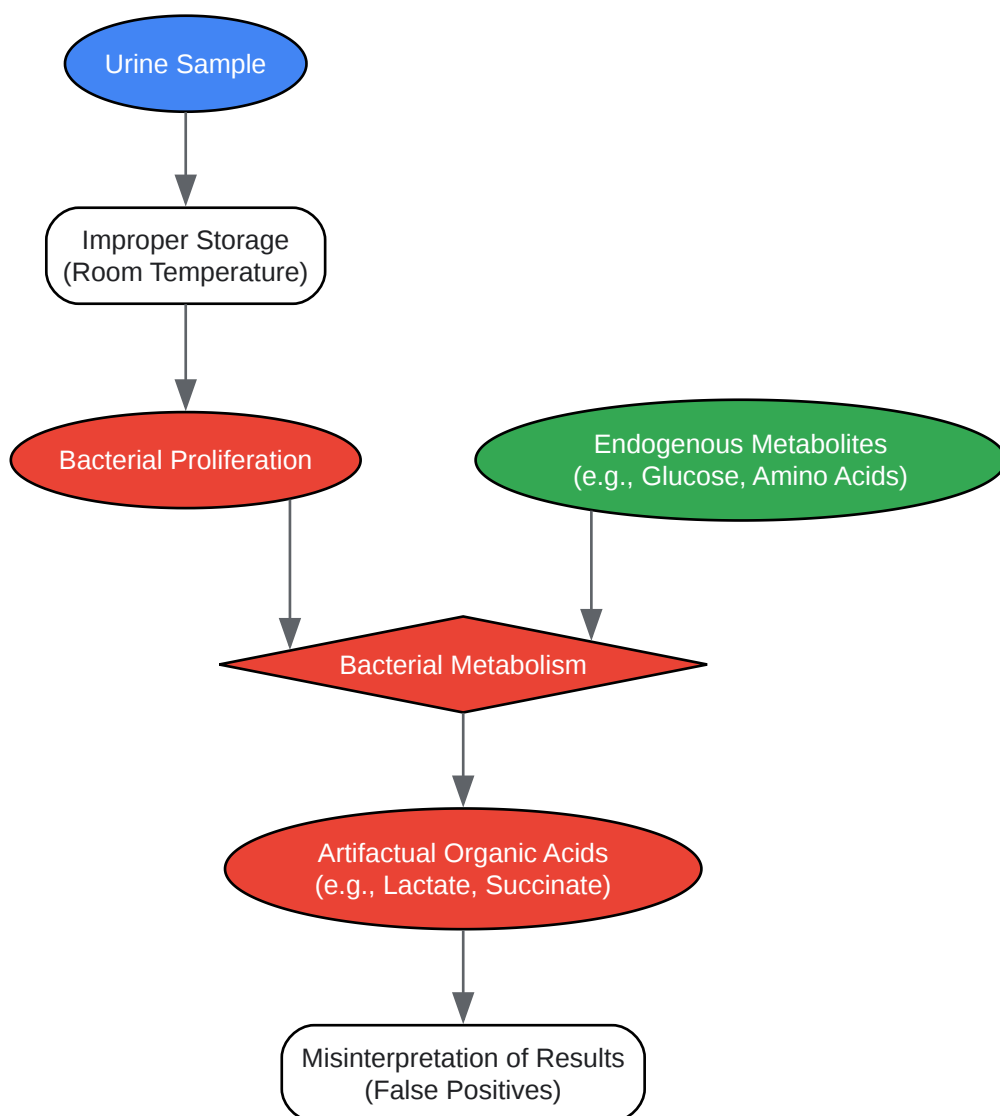 Urine Sample
Improper Storage
(Room Temperature)
Bacterial Proliferation
Endogenous Metabolites
(e.g., Glucose, Amino Acids)
Bacterial Metabolism
Artifactual Organic Acids
(e.g., Lactate, Succinate)
Misinterpretation of Results
(False Positives)